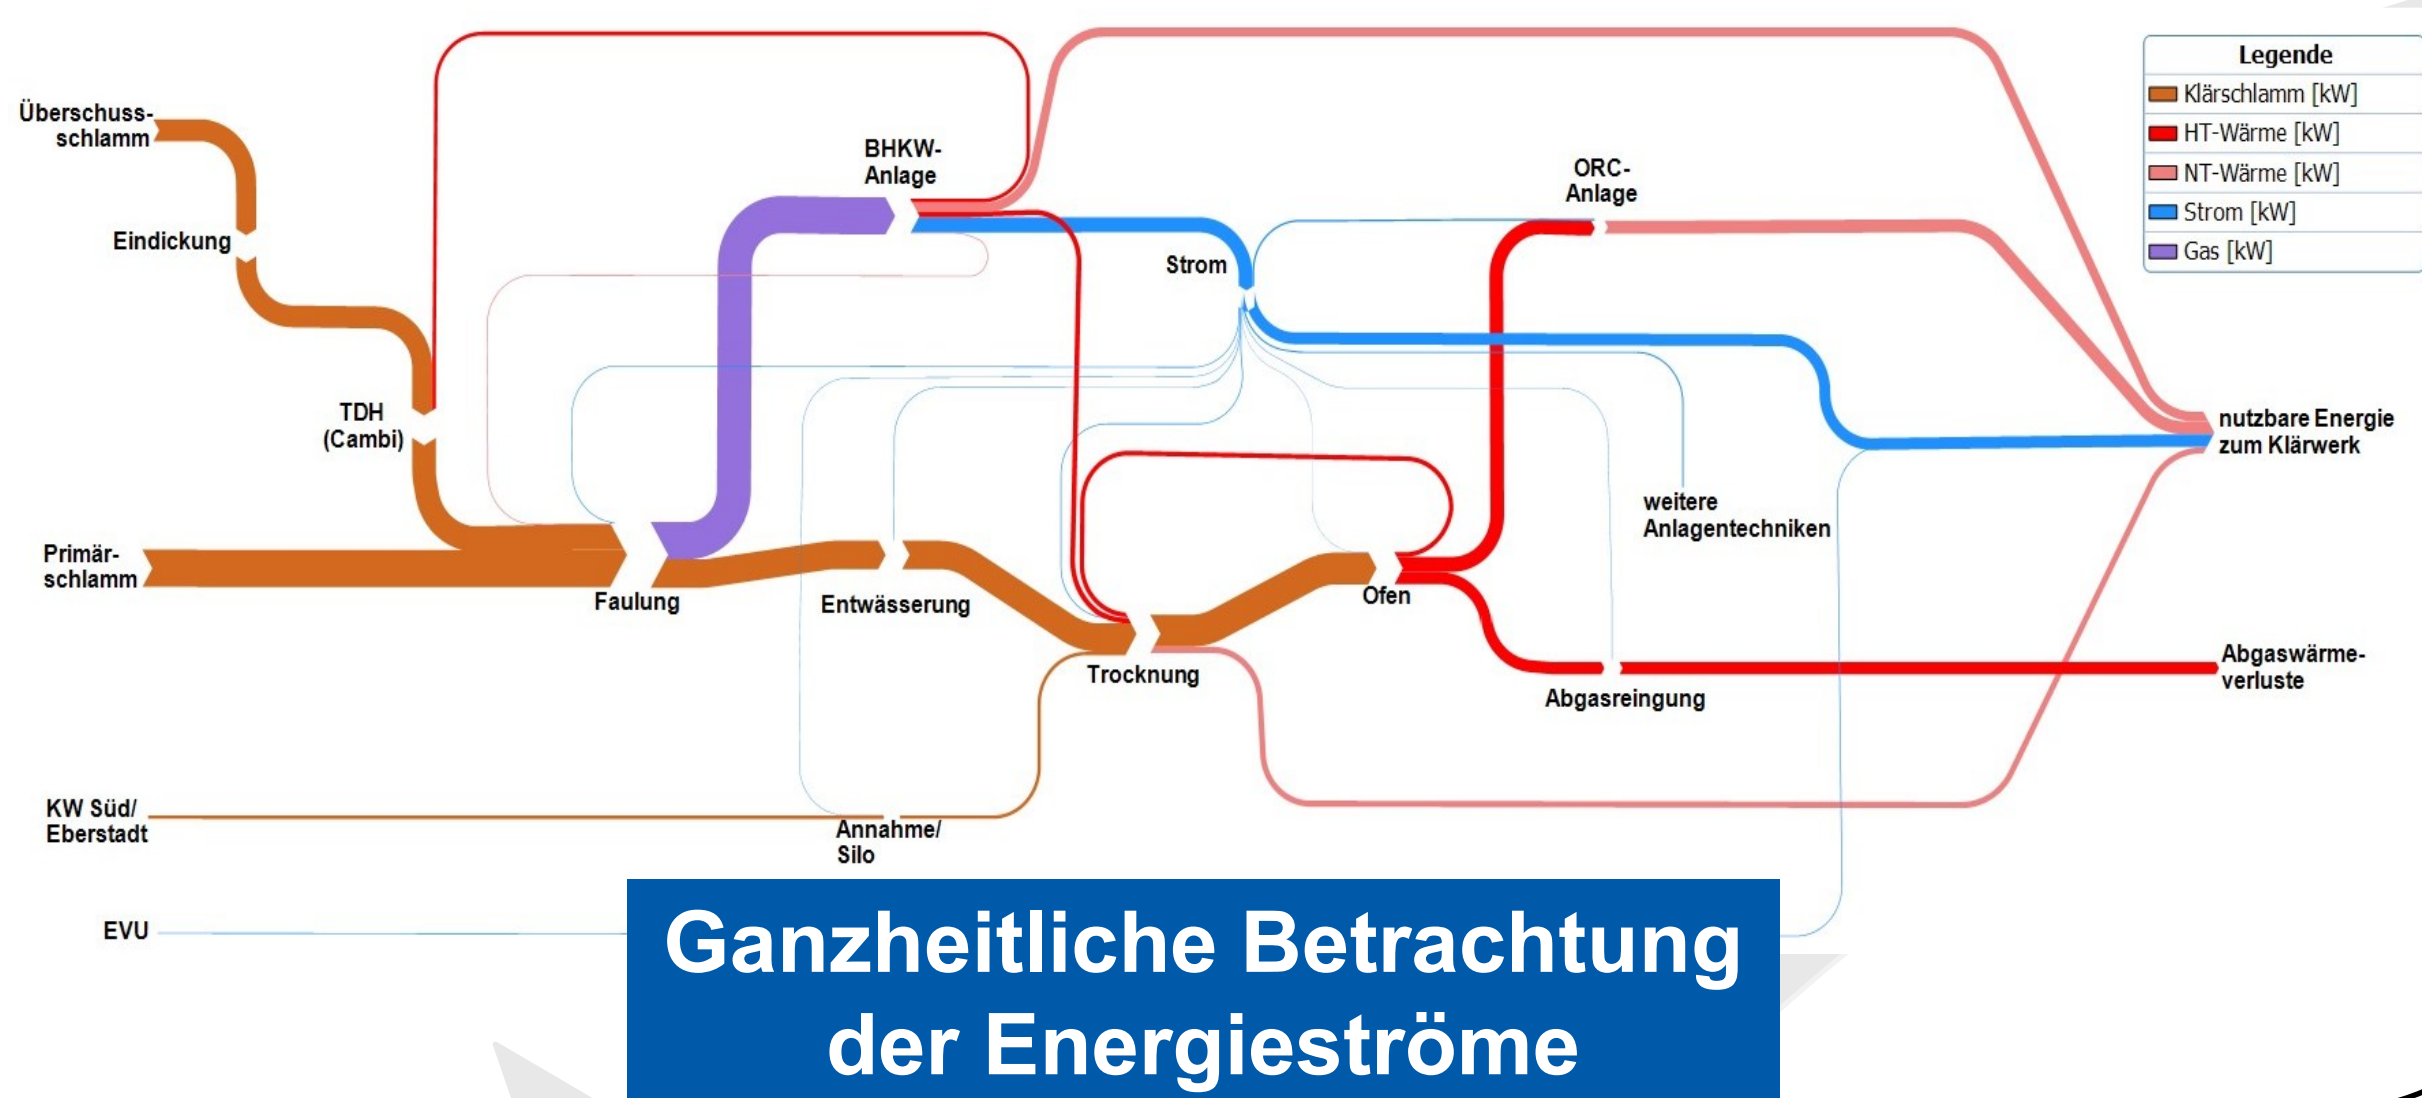 Legende
Klärschlamm [kW]
HT-Wärme [kW]
NT-Wärme [kW]
Strom [kW]
Gas [kW]
Überschuss-
schlamm
Eindickung
TDH
(Cambi)
Primär-
schlamm
Faulung
BHKW-
Anlage
Strom
ORC-
Anlage
Entwässerung
Trocknung
Ofen
weitere
Anlagentechniken
nutzbare Energie
zum Klärwerk
Abgasreingung
Abgaswärme-
verluste
KW Süd/
Eberstadt
Annahme/
Silo
EVU
Ganzheitliche Betrachtung
der Energieströme